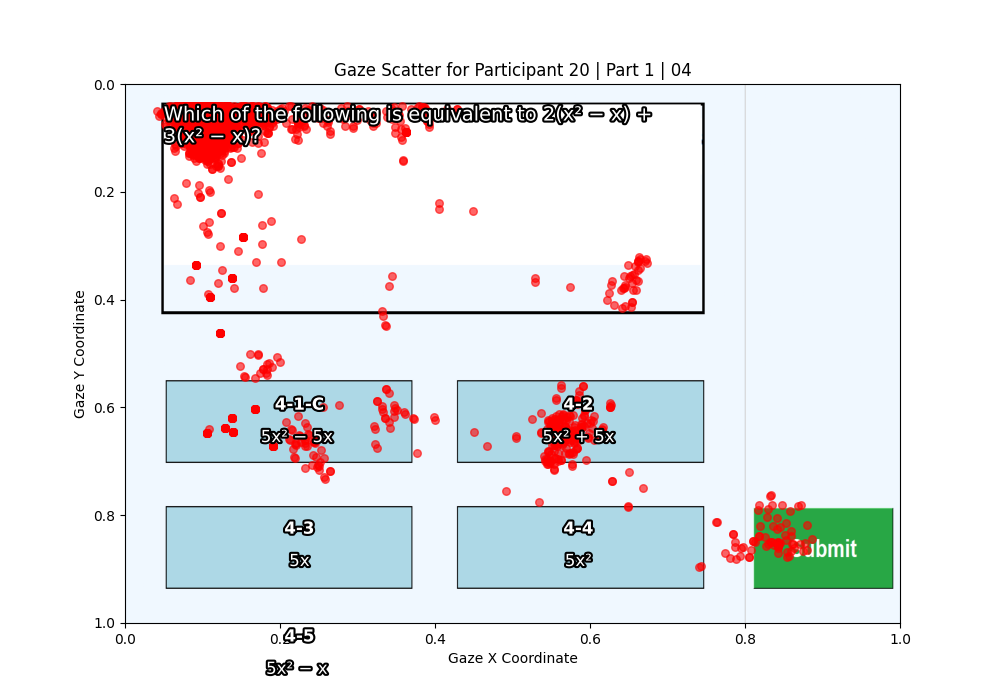 Gaze Scatter for Participant 20 | Part 1 | 04
Which of the following is equivalent to 2(x² − x) +
3(x² − x)?
4-1-C
5x² − 5x
4-2
5x² + 5x
4-3
5x
4-4
5x²
Submit
4-5
5x² − x
0.0
0.2
0.4
0.6
0.8
1.0
Gaze Y Coordinate
0.0
0.2
0.4
0.6
0.8
1.0
Gaze X Coordinate